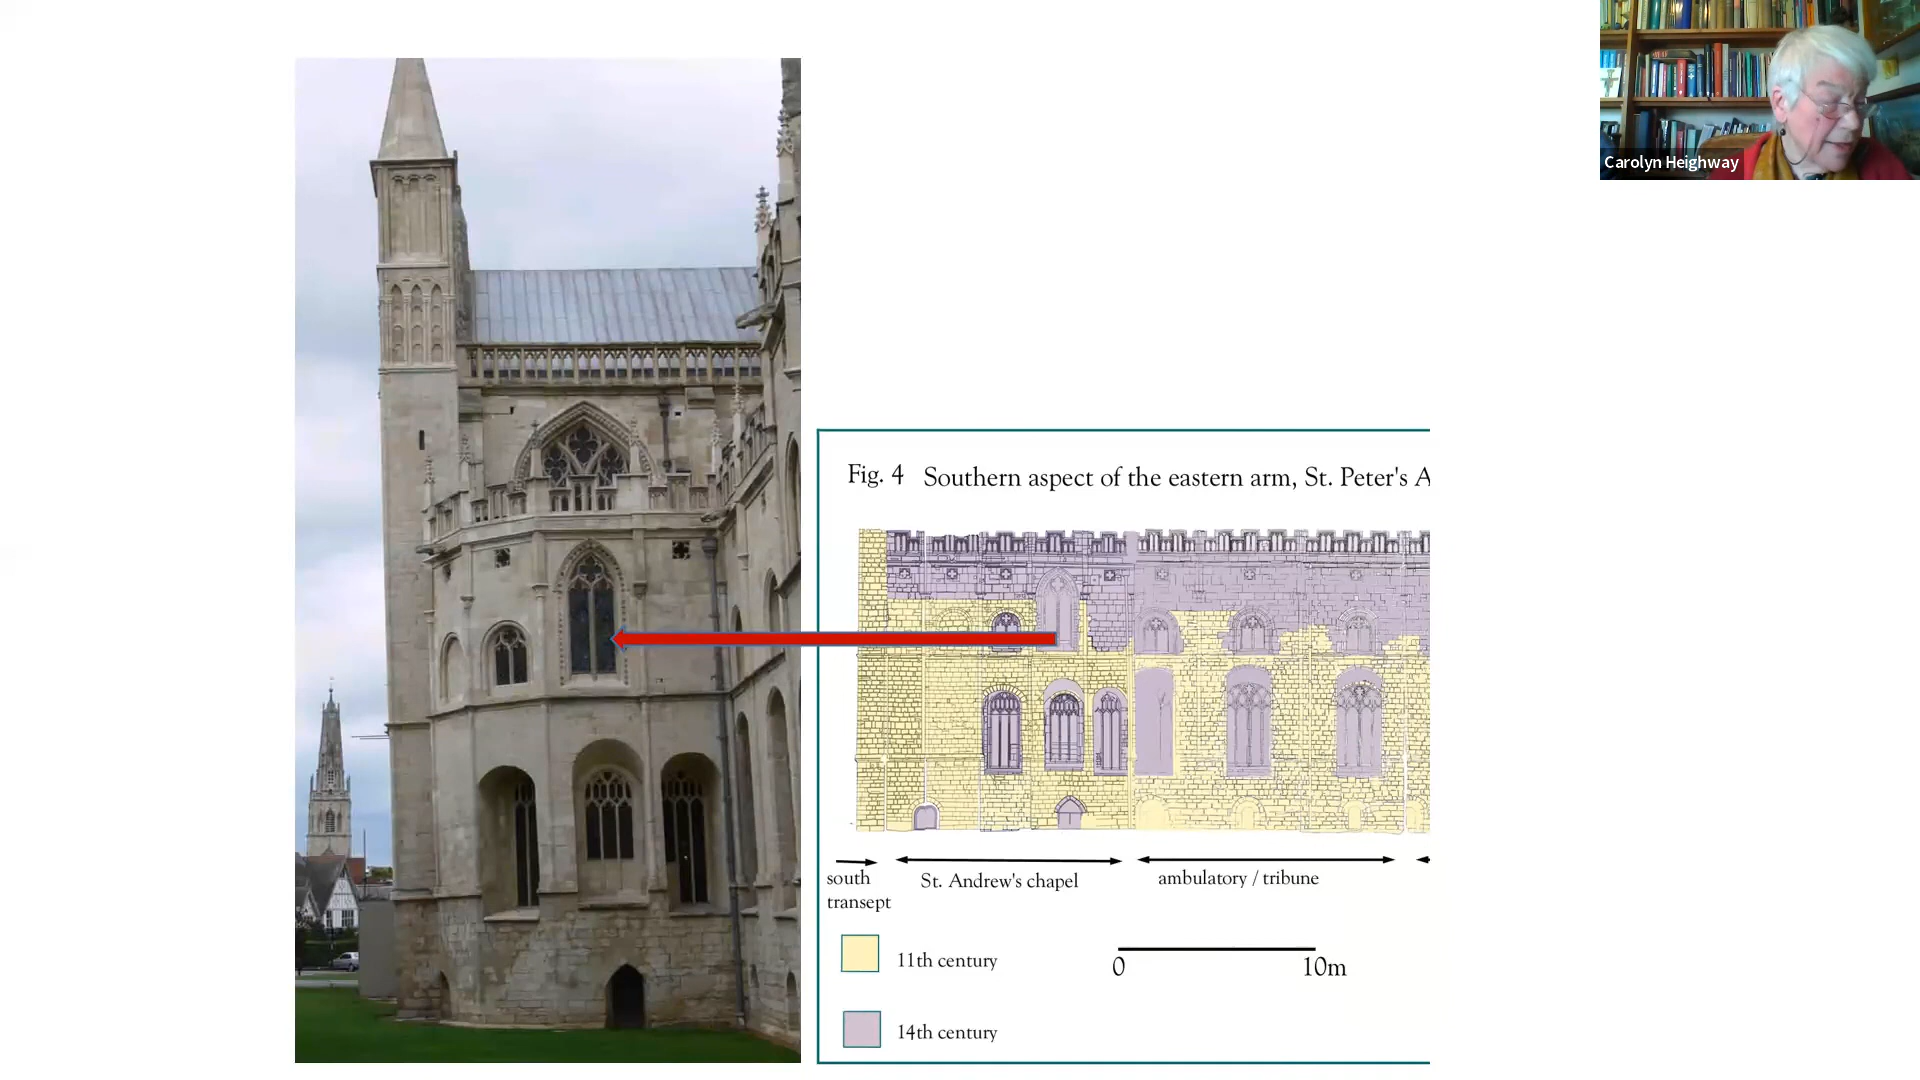 Carolyn Heighway
Fig. 4 Southern aspect of the eastern arm, St. Peter's A
south
transept
St. Andrew's chapel
ambulatory / tribune
11th century
0 10m
14th century